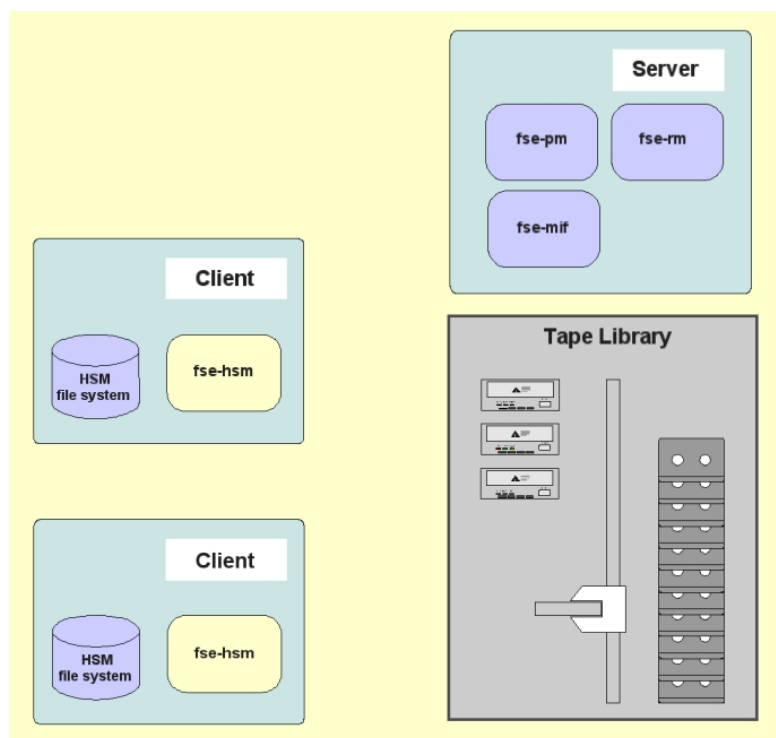 Server
fse-pm
fse-rm
fse-mif
Client
HSM
file system
fse-hsm
Tape Library
Client
HSM
file system
fse-hsm